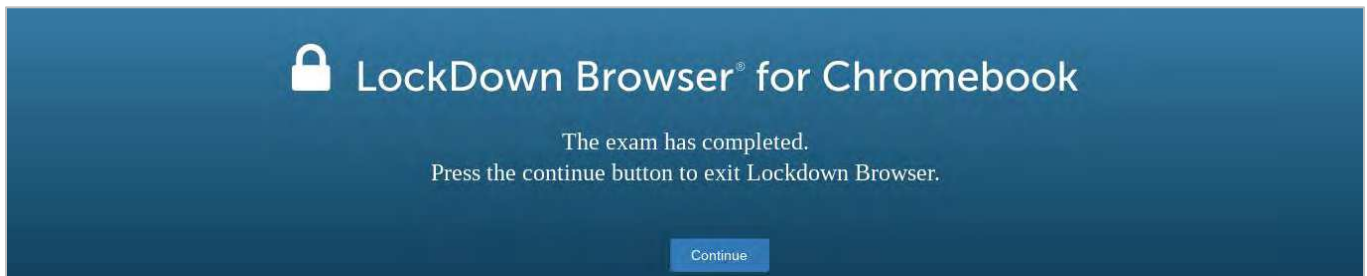 LockDown Browser® for Chromebook
The exam has completed.
Press the continue button to exit Lockdown Browser.
Continue